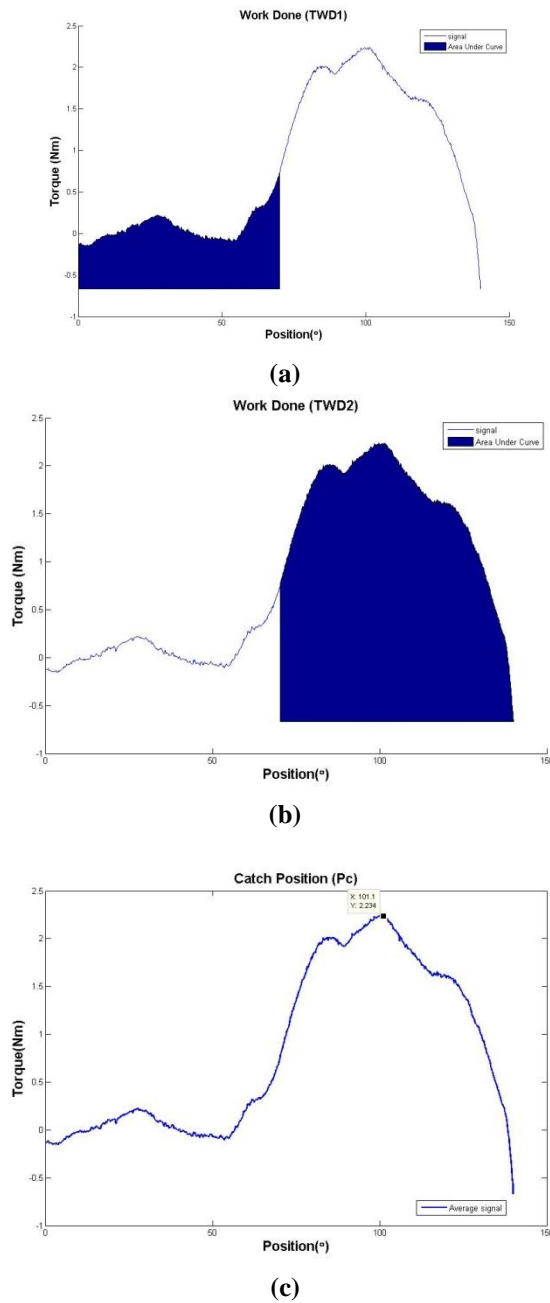 Work Done (TWD1)
signal
Area Under Curve
2.5
2
1.5
1
0.5
0
-0.5
-1
Torque (Nm)
0
50
100
150
Position(°)
(a)
Work Done (TWD2)
signal
Area Under Curve
2.5
2
1.5
1
0.5
0
-0.5
-1
Torque (Nm)
0
50
100
150
Position(°)
(b)
Catch Position (Pc)
X: 101.1
Y: 2.234
2.5
2
1.5
1
0.5
0
-0.5
-1
Torque(Nm)
Average signal
0
50
100
150
Position(°)
(c)